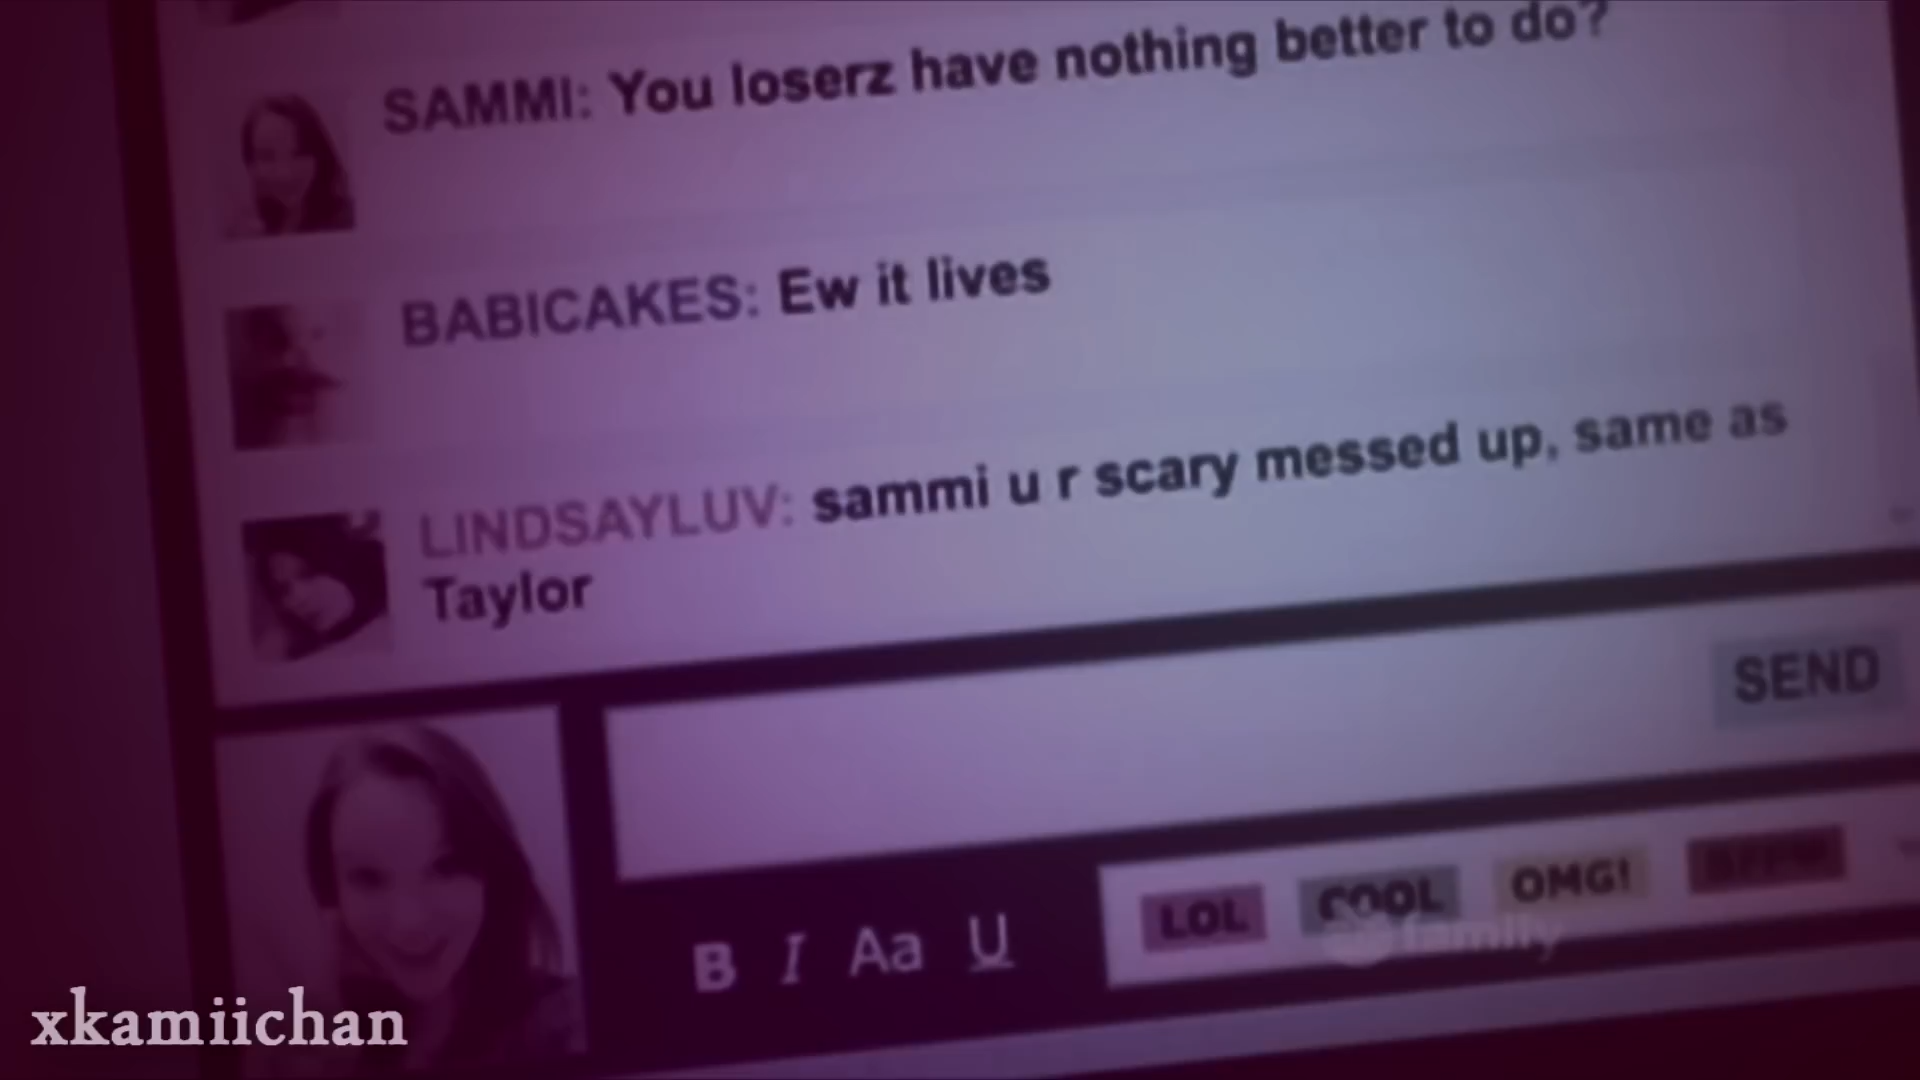 SAMMI: You loserz have nothing better to do?
BABICAKES: Ew it lives
LINDSAYLUV: sammi u r scary messed up, same as
Taylor
SEND
B I Aa U
LOL COOL OMG!
family
xkamiichan